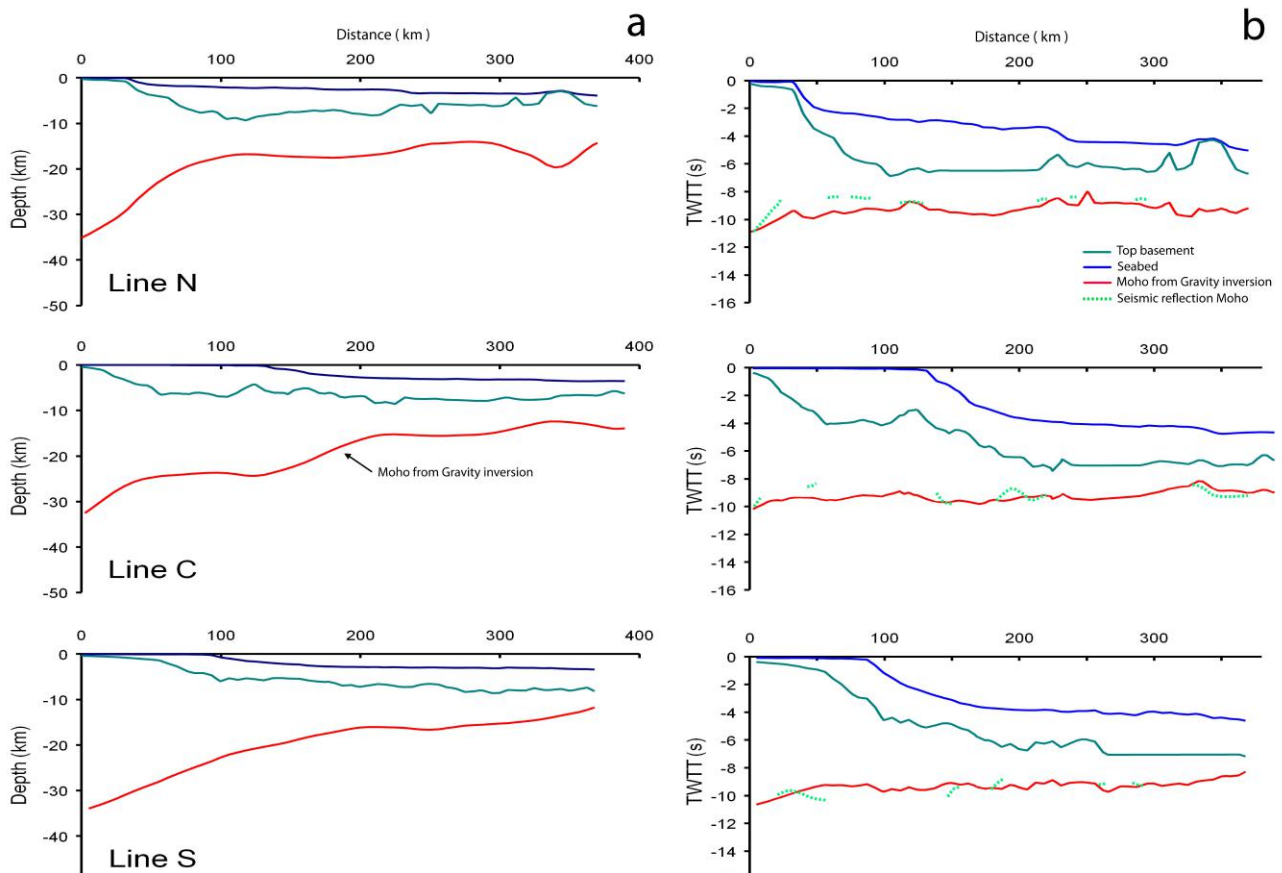 a
Distance ( km )
0 100 200 300 400
0
-10
-20
-30
-40
-50
Depth (km)
Line N
b
Distance (km)
0 100 200 300
0
-2
-4
-6
-8
-10
-12
-14
-16
TWTT (s)
Top basement
Seabed
Moho from Gravity inversion
Seismic reflection Moho
0 100 200 300 400
0
-10
-20
-30
-40
-50
Depth (km)
Moho from Gravity inversion
Line C
0 100 200 300
0
-2
-4
-6
-8
-10
-12
-14
-16
TWTT (s)
0 100 200 300 400
0
-10
-20
-30
-40
Depth (km)
Line S
0 100 200 300
0
-2
-4
-6
-8
-10
-12
-14
TWTT (s)